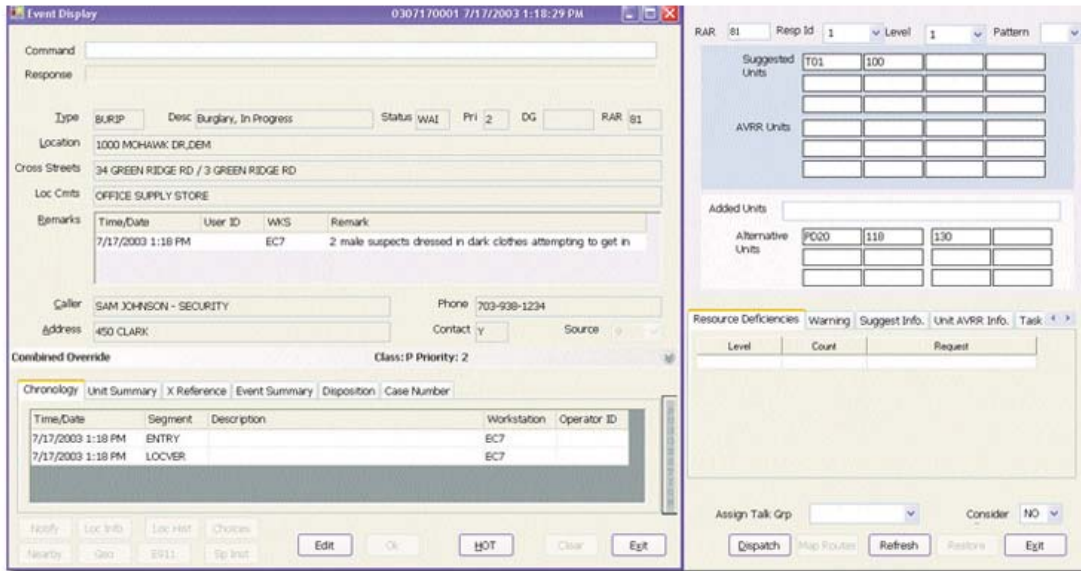 Event Display 0307170001 7/17/2003 1:18:29 PM
Command
Response
Type BURIP Desc Burglary, In Progress Status WAI Pri 2 DG RAR 81
Location 1000 MOHAWK DR,DEM
Cross Streets 34 GREEN RIDGE RD / 3 GREEN RIDGE RD
Loc Cmts OFFICE SUPPLY STORE
Remarks Time/Date User ID WKS Remark
7/17/2003 1:18 PM EC7 2 male suspects dressed in dark clothes attempting to get in
Caller SAM JOHNSON - SECURITY Phone 703-938-1234
Address 450 CLARK Contact Y Source 9
Combined Override Class: P Priority: 2
Chronology Unit Summary X Reference Event Summary Disposition Case Number
Time/Date Segment Description Workstation Operator ID
7/17/2003 1:18 PM ENTRY EC7
7/17/2003 1:18 PM LOCVER EC7
Notify Loc Info Loc Hist Choices
Nearby Geo E911 Sp Inst
Edit Ok HOT Clear Exit
RAR 81 Resp Id 1 Level 1 Pattern
Suggested Units T01 100
AVRR Units
Added Units
Alternative Units PD20 118 130
Resource Deficiencies Warning Suggest Info. Unit AVRR Info. Task
Level Count Request
Assign Talk Grp Consider NO
Dispatch Map Routes Refresh Restore Exit